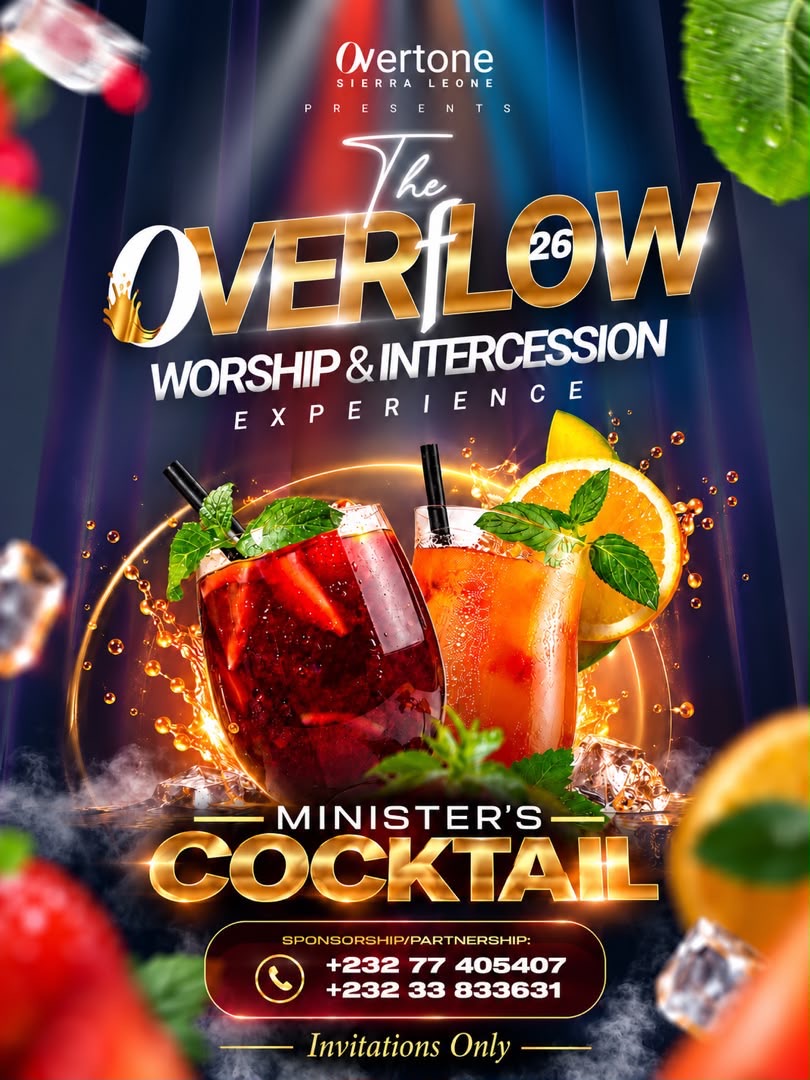 Overtone
SIERRA LEONE
PRESENTS
The
OVERfLOW
26
WORSHIP & INTERCESSION
EXPERIENCE
MINISTER'S
COCKTAIL
SPONSORSHIP/PARTNERSHIP:
+232 77 405407
+232 33 833631
Invitations Only